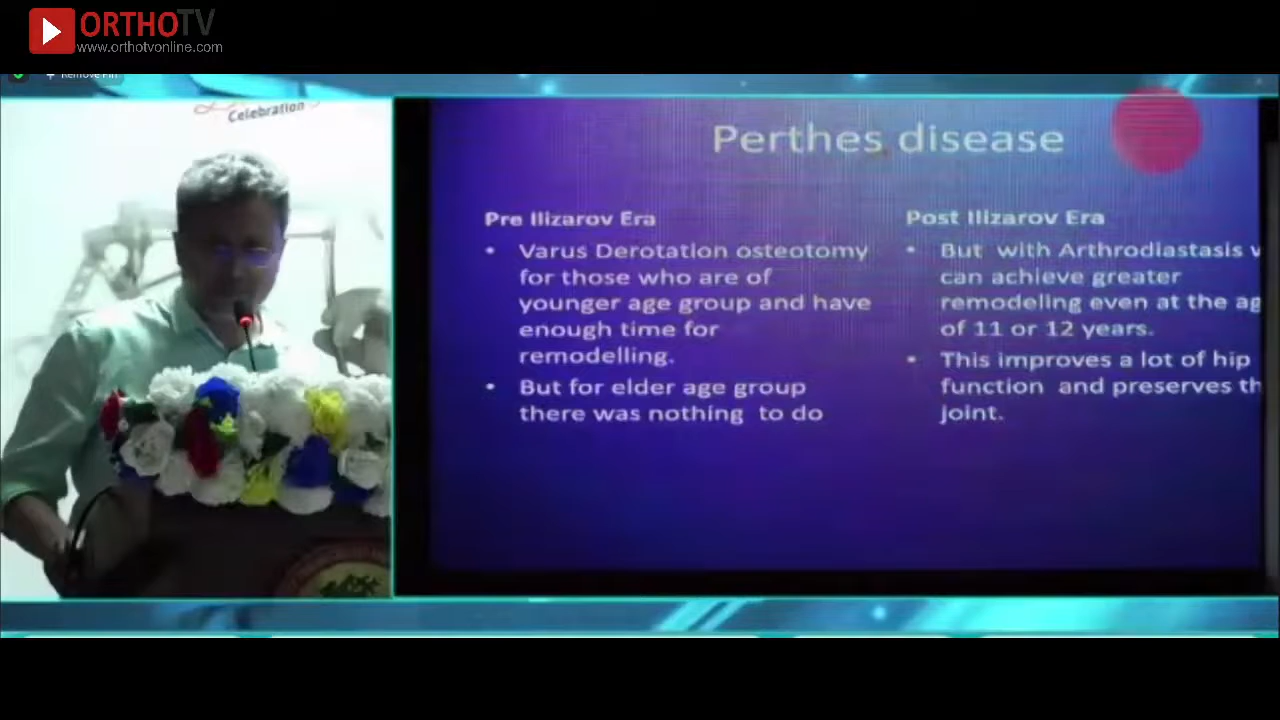 ORTHOTV
www.orthotvonline.com
Remove Pin
Celebration
Perthes disease
Pre Ilizarov Era
• Varus Derotation osteotomy
for those who are of
younger age group and have
enough time for
remodelling.
• But for elder age group
there was nothing to do
Post Ilizarov Era
• But with Arthrodiastasis
can achieve greater
remodeling even at the
of 11 or 12 years.
• This improves a lot of hip
function and preserves
joint.